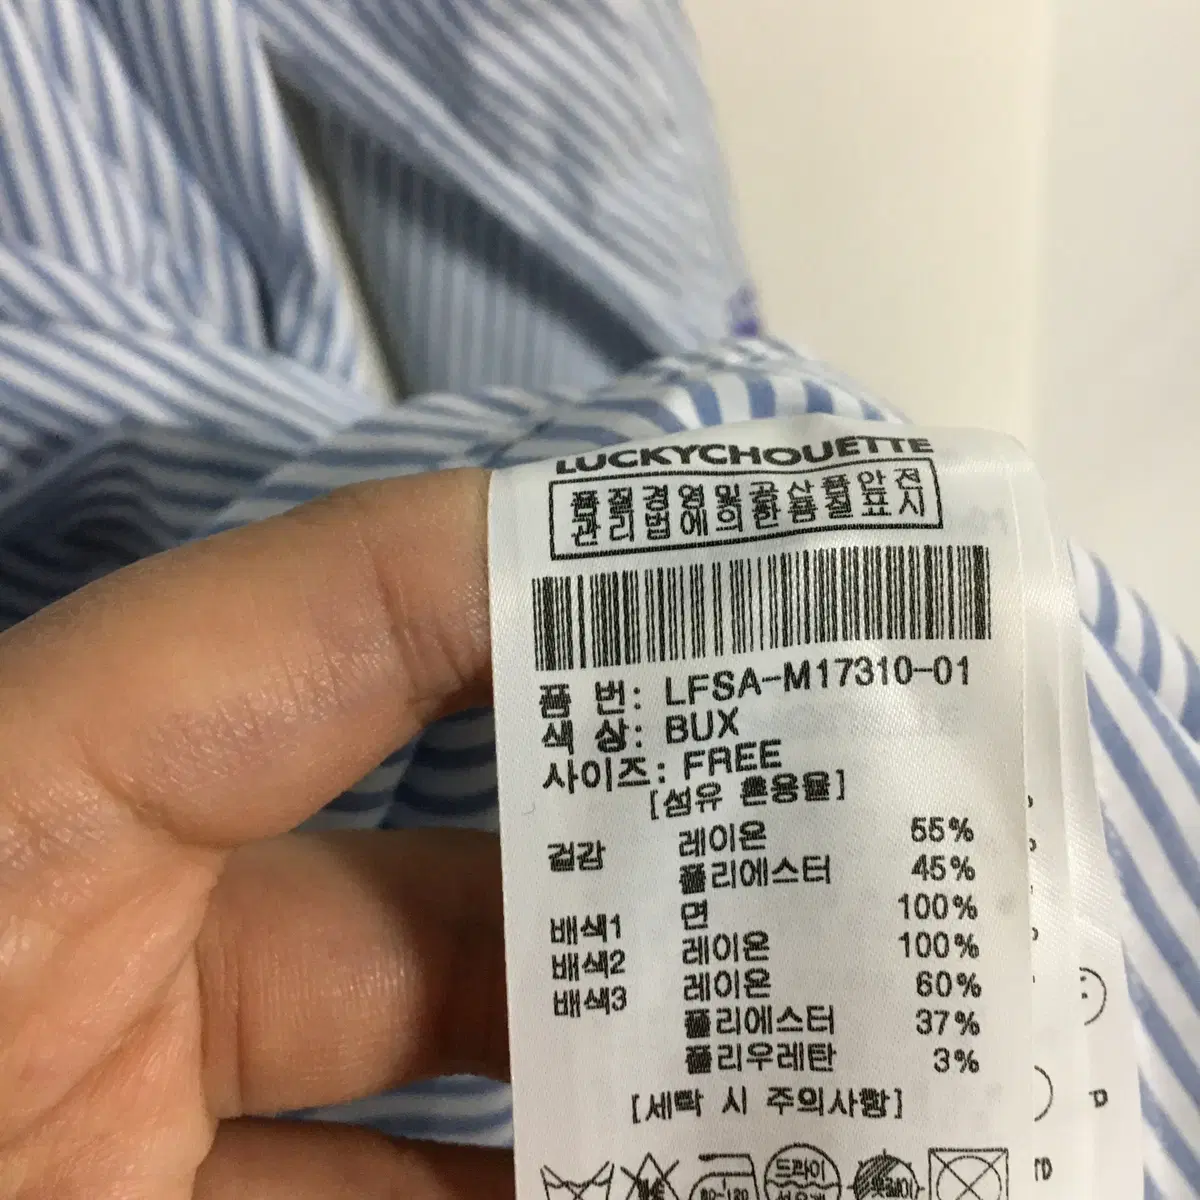 LUCKYCHOUETTE
품질경영및공산품안전
관리법에의한품질표시
품 번: LFSA-M17310-01
색 상: BUX
사이즈: FREE
[섬유 혼용율]
겉감 레이온 55%
폴리에스터 45%
배색1 면 100%
배색2 레이온 100%
배색3 레이온 60%
폴리에스터 37%
폴리우레탄 3%
[세탁 시 주의사항]
드라이